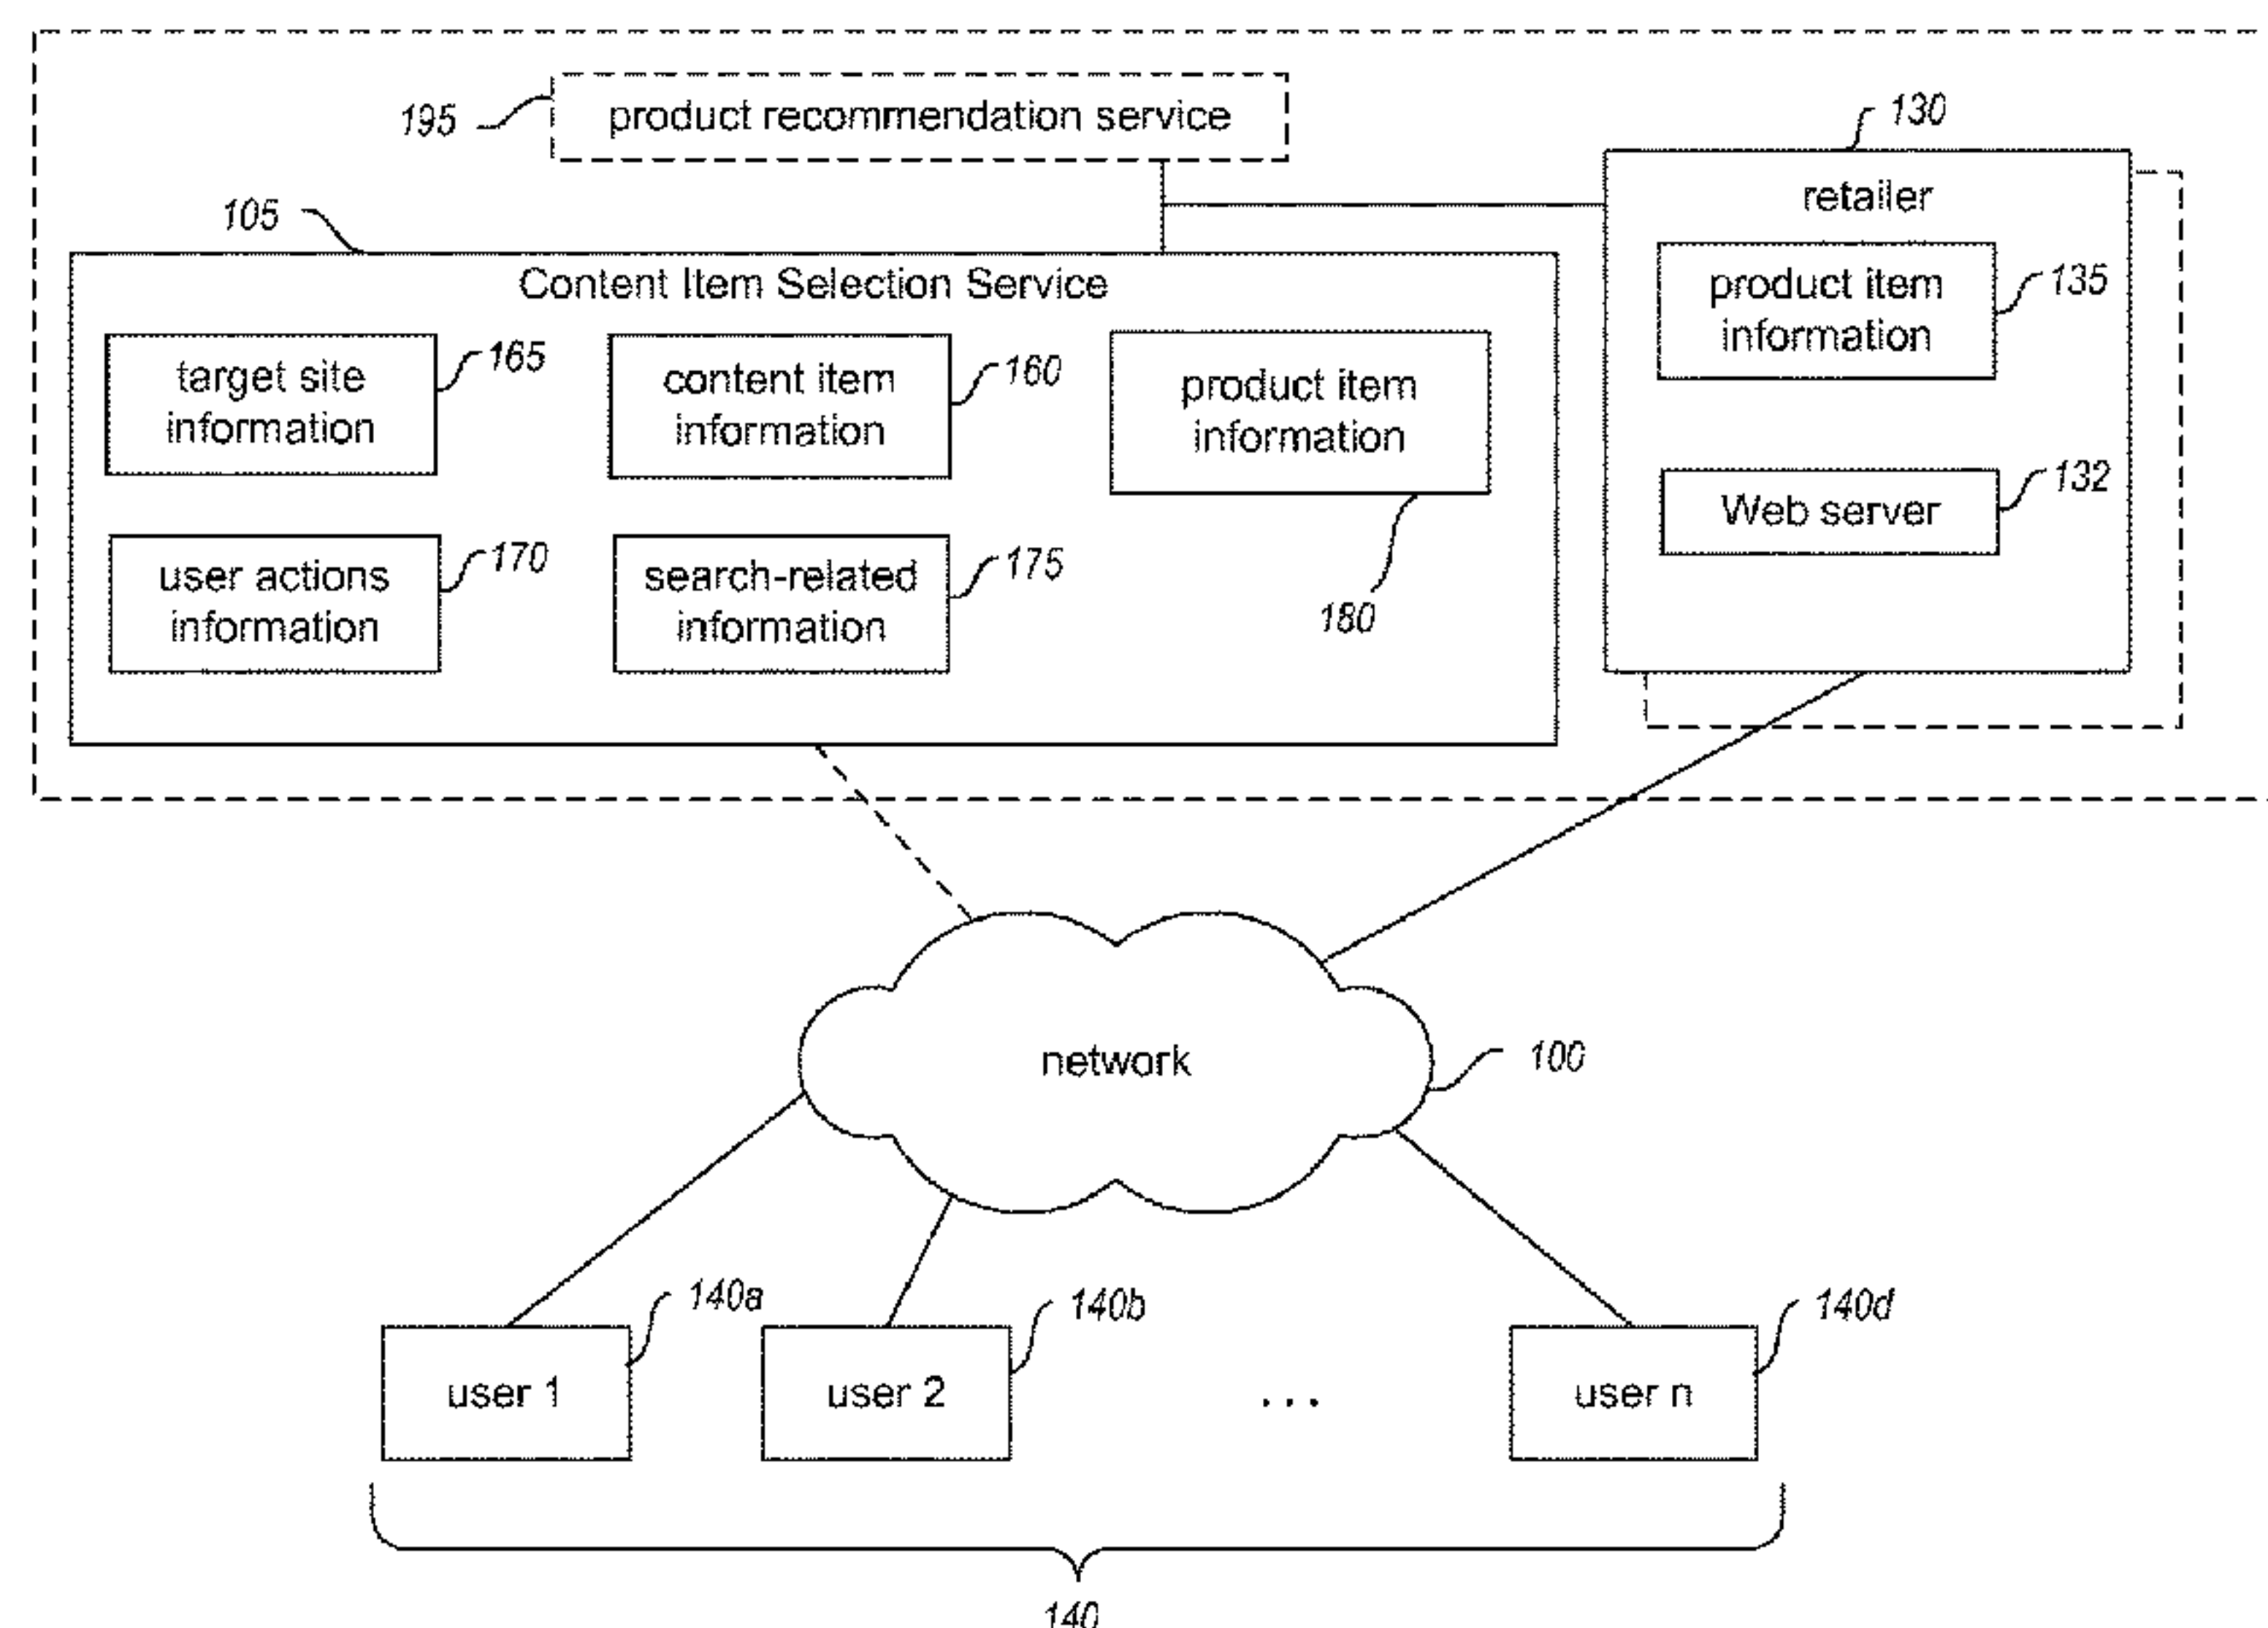 195
product recommendation service
130
retailer
105
Content Item Selection Service
product item
information
135
target site
information
165
content item
information
160
product item
information
Web server
132
user actions
information
170
search-related
information
175
180
network
100
140a
140b
140d
user 1
user 2
...
user n
140